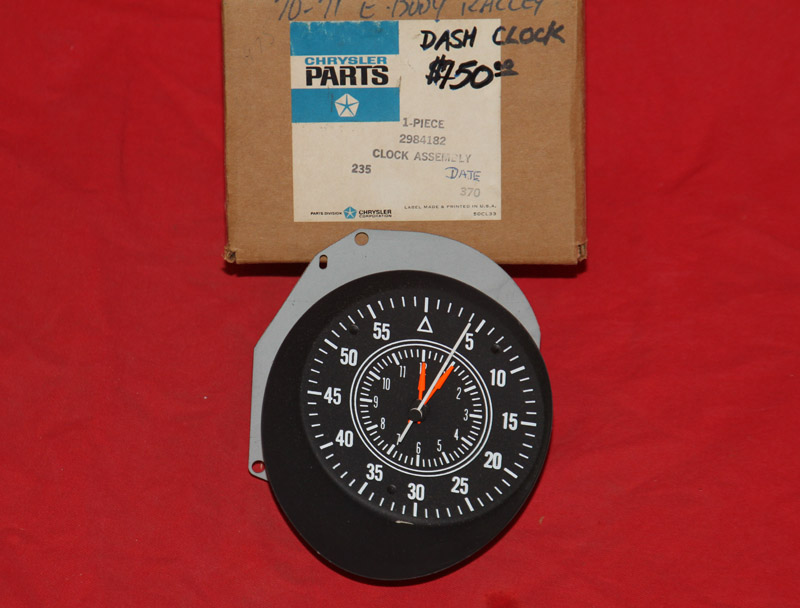 '70-'71 E-BODY RALLEY
DASH CLOCK
$750.00
CHRYSLER
PARTS
1-PIECE
2984182
CLOCK ASSEMBLY
235
DATE
370
LABEL MADE & PRINTED IN U.S.A.
PARTS DIVISION CHRYSLER
CORPORATION
50CL33
55
5
50
10
45
15
40
20
35
25
30
11
10
2
9
3
8
4
7
5
6